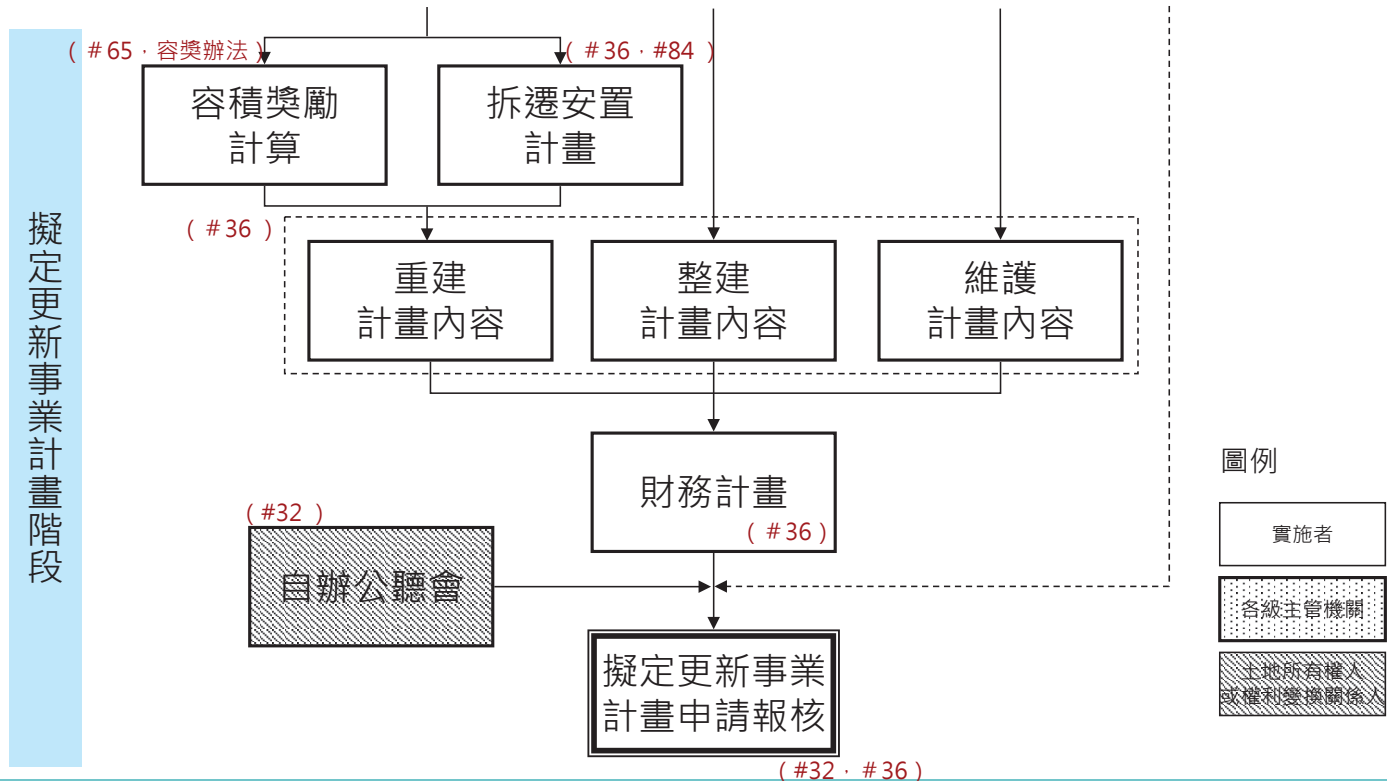 擬定更新事業計畫階段
(#65,容獎辦法)
(#36,#84)
容積獎勵
計算
拆遷安置
計畫
(#36)
重建
計畫內容
整建
計畫內容
維護
計畫內容
財務計畫
(#36)
(#32)
自辦公聽會
擬定更新事業
計畫申請報核
(#32,#36)
圖例
實施者
各級主管機關
土地所有權人
或權利變換關係人